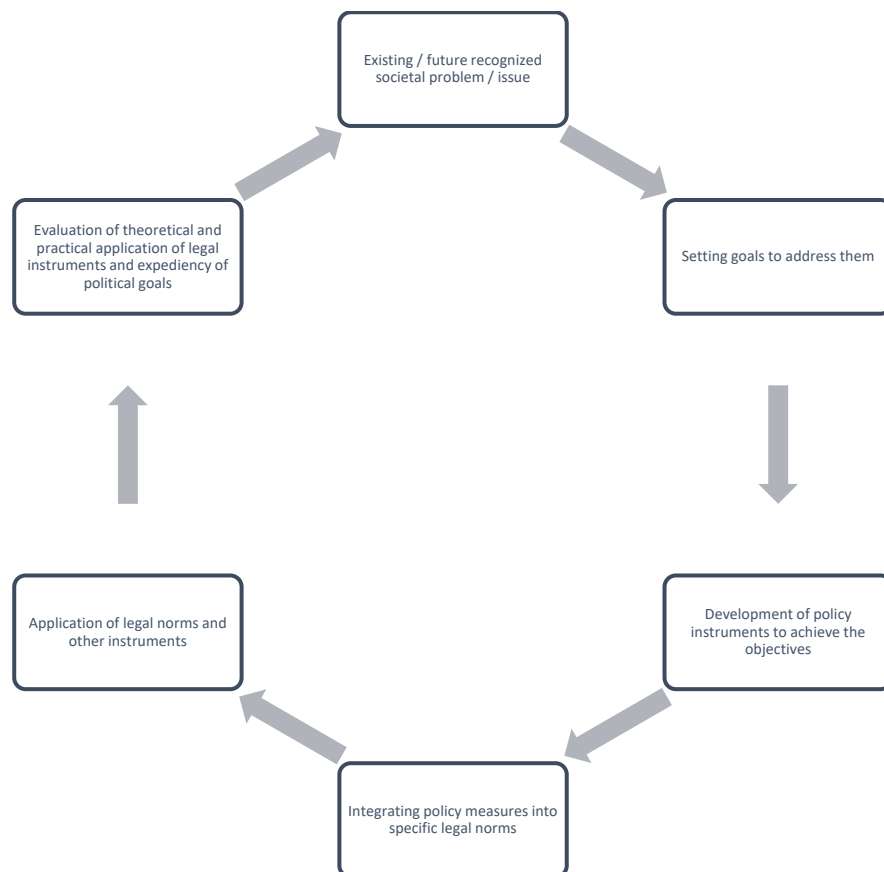 Existing / future recognized
societal problem / issue
Setting goals to address them
Development of policy
instruments to achieve the
objectives
Integrating policy measures into
specific legal norms
Application of legal norms and
other instruments
Evaluation of theoretical and
practical application of legal
instruments and expediency of
political goals